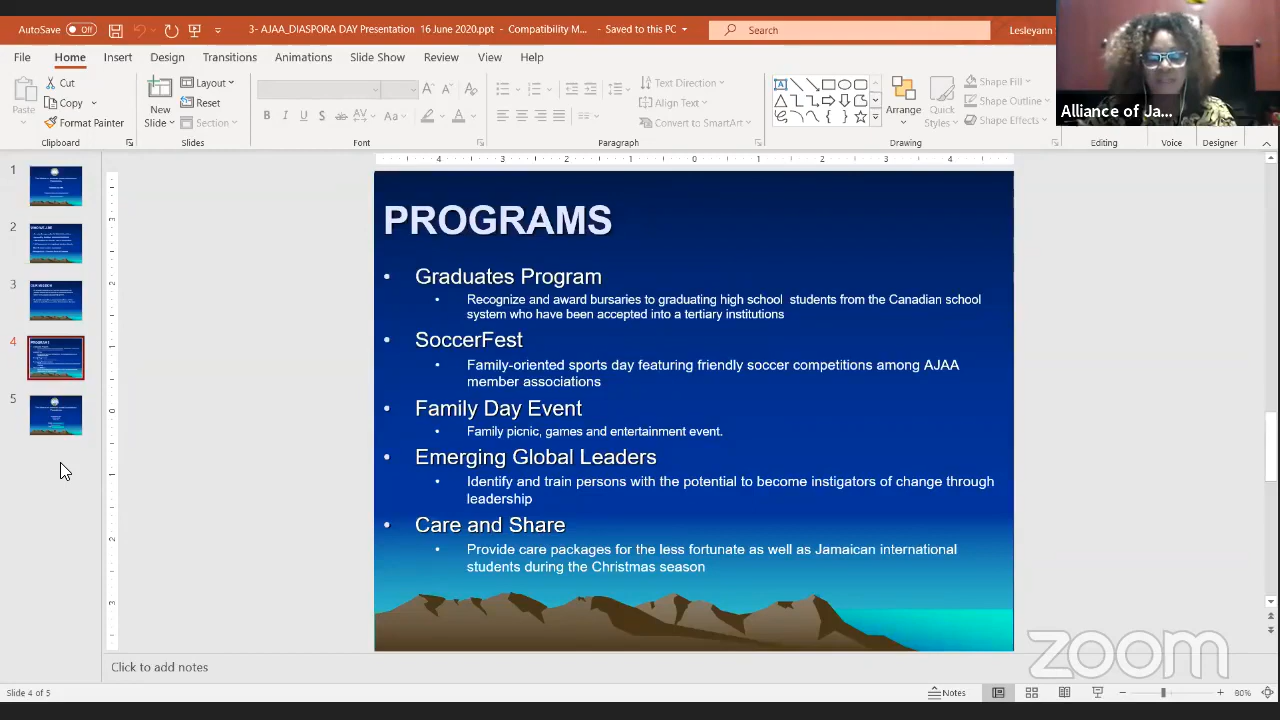 AutoSave Off
3- AJAA_DIASPORA DAY Presentation 16 June 2020.ppt - Compatibility M... - Saved to this PC
Search
Lesleyann
File Home Insert Design Transitions Animations Slide Show Review View Help
Paste
Cut
Copy
Format Painter
Clipboard
New Slide
Layout
Reset
Section
Slides
Font
Text Direction
Align Text
Convert to SmartArt
Paragraph
Arrange
Quick Styles
Shape Fill
Shape Outline
Shape Effects
Drawing
Editing
Voice
Designer
Alliance of Ja...
1
2
3
4
5
PROGRAMS
• Graduates Program
• Recognize and award bursaries to graduating high school students from the Canadian school
system who have been accepted into a tertiary institutions
• SoccerFest
• Family-oriented sports day featuring friendly soccer competitions among AJAA
member associations
• Family Day Event
• Family picnic, games and entertainment event.
• Emerging Global Leaders
• Identify and train persons with the potential to become instigators of change through
leadership
• Care and Share
• Provide care packages for the less fortunate as well as Jamaican international
students during the Christmas season
zoom
Click to add notes
Slide 4 of 5
Notes
80%